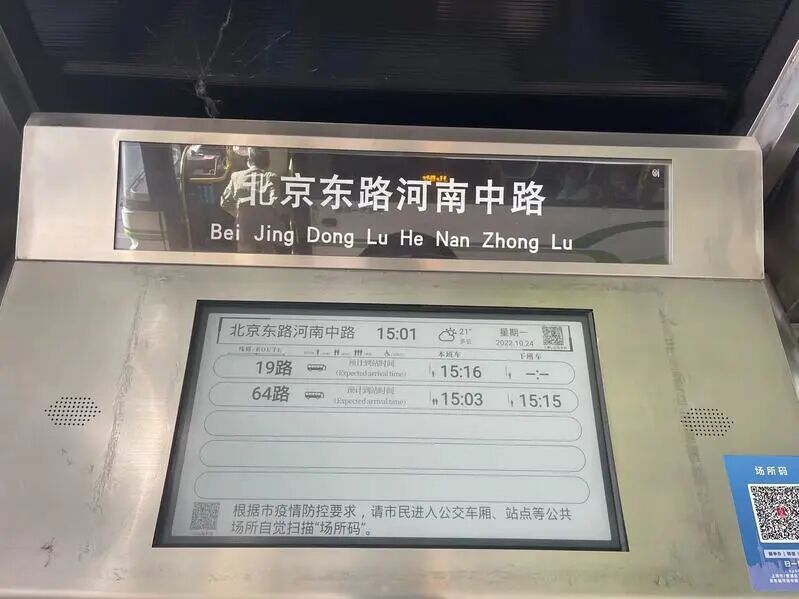 北京东路河南中路
Bei Jing Dong Lu He Nan Zhong Lu
北京东路河南中路 15:01 21° 多云 星期一 2022.10.24
线路/ROUTE 本班车 下班车
19路 预计到站时间 (Expected arrival time) 15:16 --:--
64路 预计到站时间 (Expected arrival time) 15:03 15:15
根据市疫情防控要求，请市民进入公交车厢、站点等公共
场所自觉扫描“场所码”。
场所码
扫一